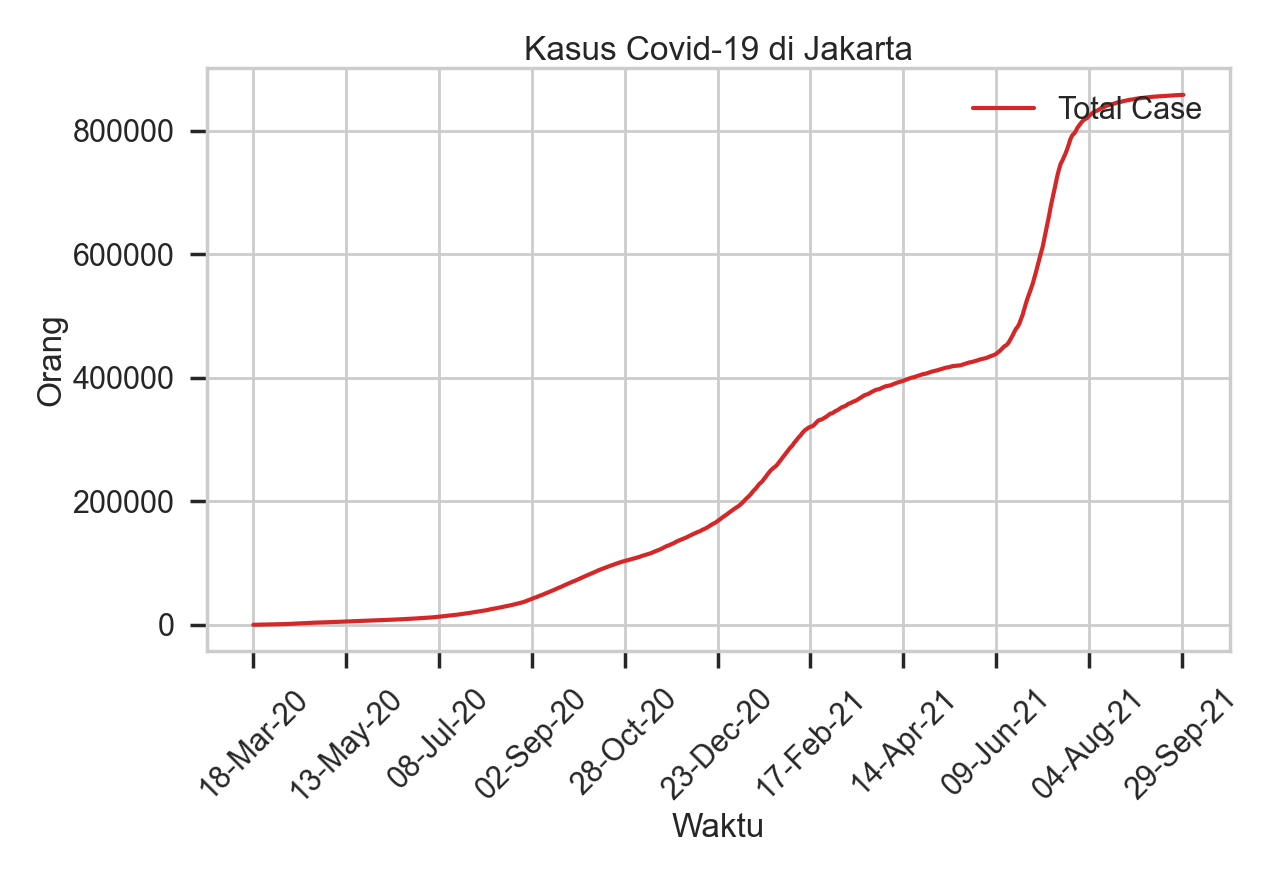 Kasus Covid-19 di Jakarta
Total Case
Orang
800000
600000
400000
200000
0
18-Mar-20
13-May-20
08-Jul-20
02-Sep-20
28-Oct-20
23-Dec-20
17-Feb-21
14-Apr-21
09-Jun-21
04-Aug-21
29-Sep-21
Waktu